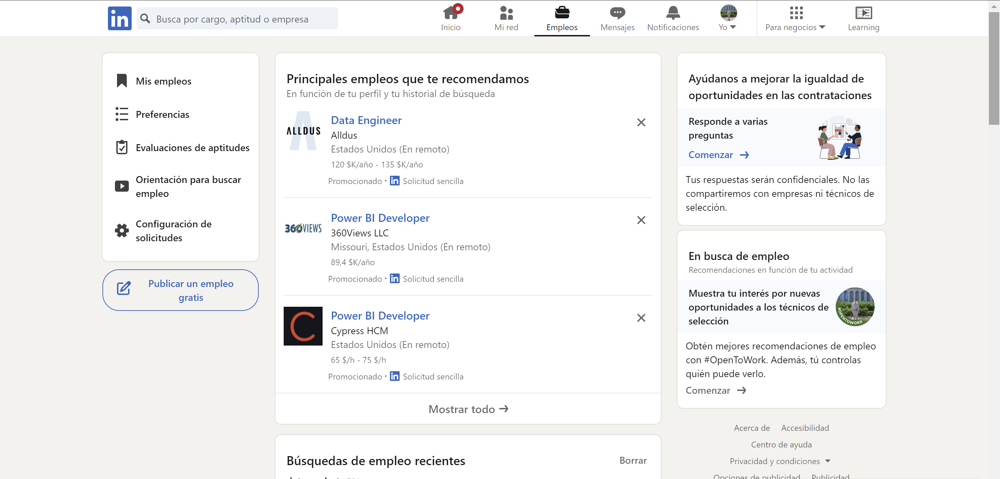 in
Busca por cargo, aptitud o empresa
Inicio
Mi red
Empleos
Mensajes
Notificaciones
Yo
Para negocios
Learning
Mis empleos
Preferencias
Evaluaciones de aptitudes
Orientación para buscar
empleo
Configuración de
solicitudes
Publicar un empleo
gratis
Principales empleos que te recomendamos
En función de tu perfil y tu historial de búsqueda
ALLDUS
Data Engineer
Alldus
Estados Unidos (En remoto)
120 $K/año - 135 $K/año
Promocionado · in Solicitud sencilla
360VIEWS
Power BI Developer
360Views LLC
Missouri, Estados Unidos (En remoto)
89,4 $K/año
Promocionado · in Solicitud sencilla
C
Power BI Developer
Cypress HCM
Estados Unidos (En remoto)
65 $/h - 75 $/h
Promocionado · in Solicitud sencilla
Mostrar todo →
Búsquedas de empleo recientes
Borrar
Ayúdanos a mejorar la igualdad de
oportunidades en las contrataciones
Responde a varias
preguntas
Comenzar →
Tus respuestas serán confidenciales. No las
compartiremos con empresas ni técnicos de
selección.
En busca de empleo
Recomendaciones en función de tu actividad
Muestra tu interés por nuevas
oportunidades a los técnicos de
selección
#OPENTOWORK
Obtén mejores recomendaciones de empleo
con #OpenToWork. Además, tú controlas
quién puede verlo.
Comenzar →
Acerca de
Accesibilidad
Centro de ayuda
Privacidad y condiciones
Opciones de publicidad
Publicidad